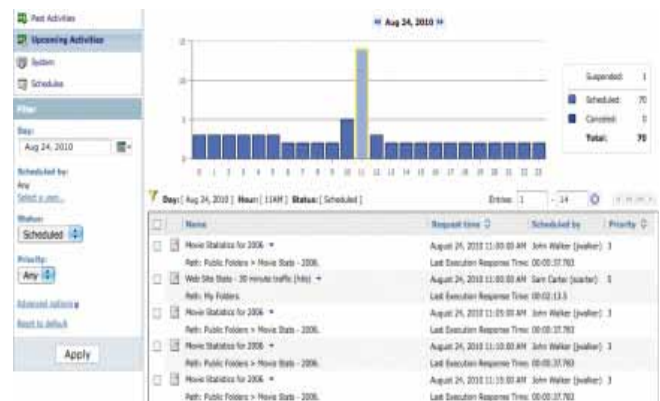 Past Activities
Upcoming Activities
System
Schedules
Filter
Day:
Aug 24, 2010
Scheduled by:
Any
Select a user...
Status:
Scheduled
Priority:
Any
Advanced options
Reset to default
Apply
Aug 24, 2010
15
10
5
0
0 1 2 3 4 5 6 7 8 9 10 11 12 13 14 15 16 17 18 19 20 21 22 23
Suspended: 1
Scheduled: 70
Canceled: 0
Total: 70
Day: [ Aug 24, 2010 ] Hour: [ 11AM ] Status: [ Scheduled ]
Entries: 1 - 14
Name Request time Scheduled by Priority
Movie Statistics for 2006 August 24, 2010 11:00:00 AM John Walker (jwalker) 3
Path: Public Folders > Movie Stats - 2006. Last Execution Response Time: 00:00:37.783
Web Site Stats - 30 minute traffic (hits) August 24, 2010 11:00:00 AM Sam Carter (scarter) 5
Path: My Folders Last Execution Response Time: 00:02:13.5
Movie Statistics for 2006 August 24, 2010 11:05:00 AM John Walker (jwalker) 3
Path: Public Folders > Movie Stats - 2006. Last Execution Response Time: 00:00:37.783
Movie Statistics for 2006 August 24, 2010 11:10:00 AM John Walker (jwalker) 3
Path: Public Folders > Movie Stats - 2006. Last Execution Response Time: 00:00:37.783
Movie Statistics for 2006 August 24, 2010 11:15:00 AM John Walker (jwalker) 3
Path: Public Folders > Movie Stats - 2006. Last Execution Response Time: 00:00:37.783